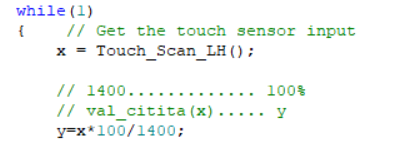 while(1)
{ // Get the touch sensor input
x = Touch_Scan_LH();
// 1400............. 100%
// val_citita(x)..... y
y=x*100/1400;